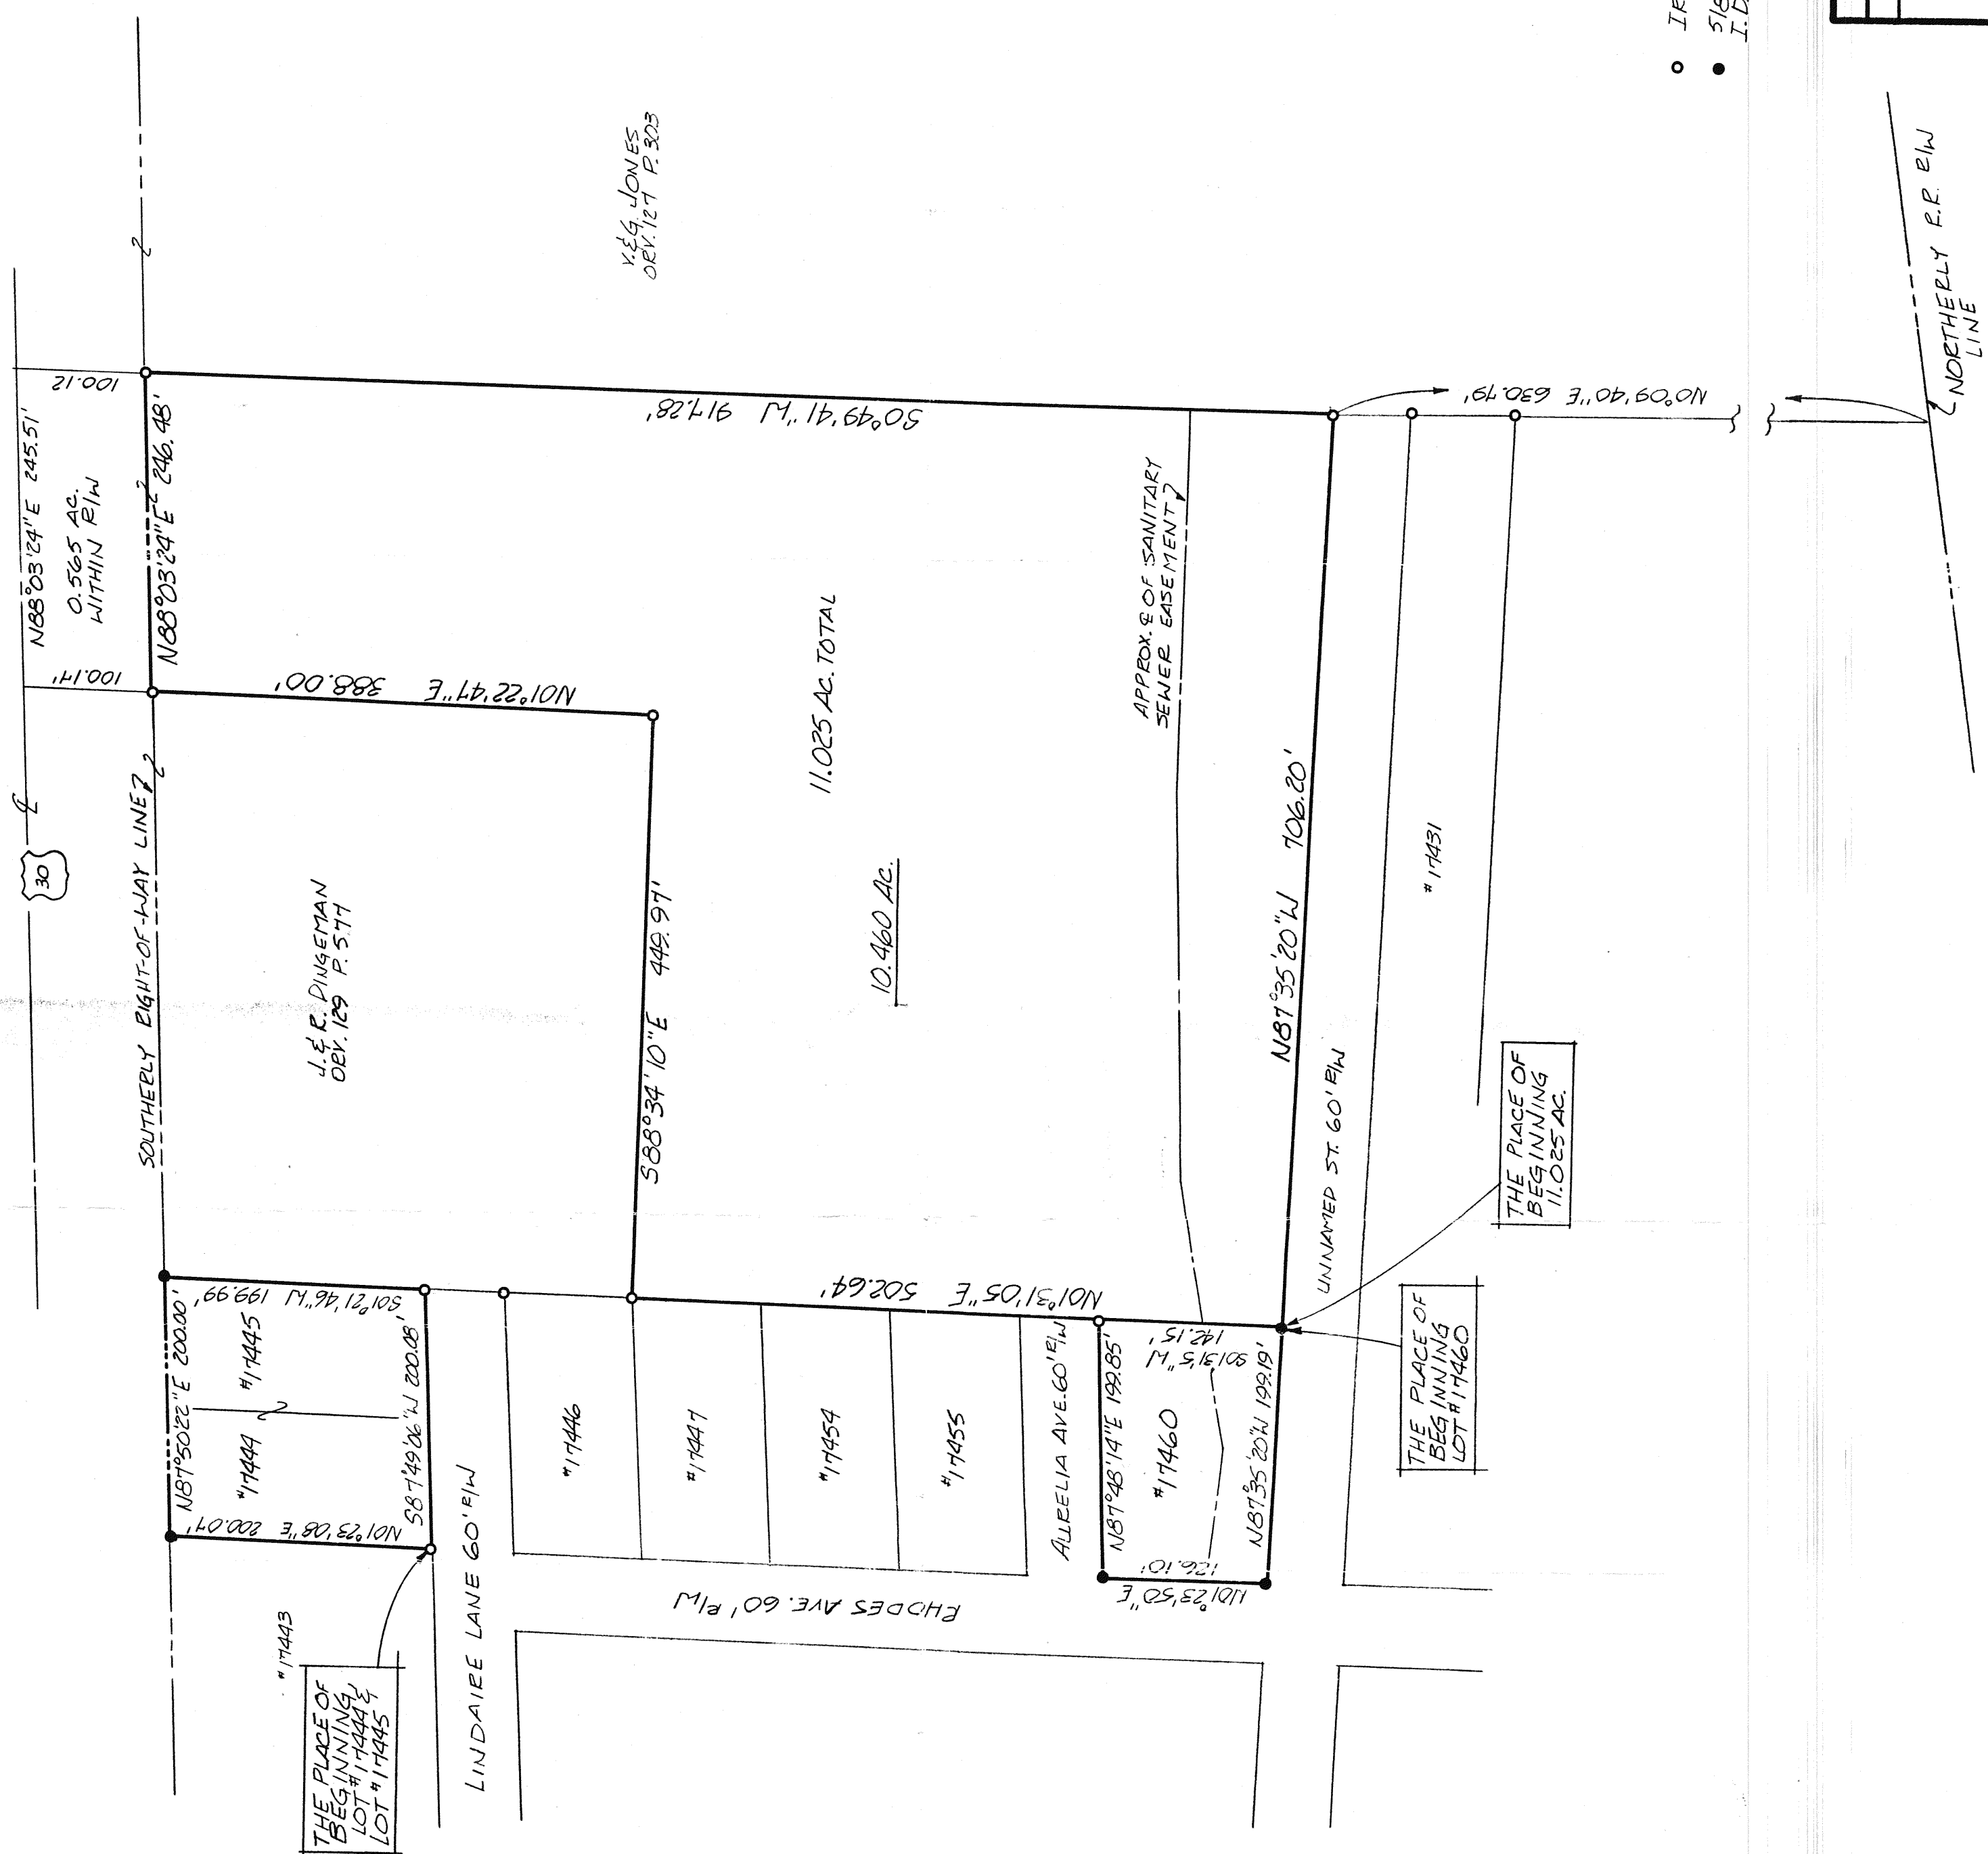 30
N88°03'24"E 245.51'
0.565 AC.
WITHIN R/W
100.12
100.17'
SOUTHERLY RIGHT-OF-WAY LINE
N88°03'24"E 246.48'
N87°50'22"E 200.00'
#17444
#17445
N01°23'08"E 200.07'
S01°21'46"W 199.99'
S87°49'06"W 200.08'
#17443
THE PLACE OF
BEGINNING,
LOT #17444 &
LOT #17445
LINDAIRE LANE 60' R/W
J. & R. DINGEMAN
O.R.V. 129 P. 577
N01°22'47"E 388.00'
S88°34'10"E 449.97'
V. & G. JONES
O.R.V. 127 P. 303
S0°49'41"W 917.28'
11.025 AC. TOTAL
10.460 AC.
#17446
#17447
#17454
#17455
N01°31'05"E 502.64'
RHODES AVE. 60' R/W
AURELIA AVE. 60' R/W
APPROX. ℄ OF SANITARY
SEWER EASEMENT
N87°48'14"E 199.85'
#17460
S01°31'5"W
142.15'
N01°23'50"E
126.10'
N87°35'20"W 199.19'
N87°35'20"W 706.20'
UNNAMED ST. 60' R/W
#17431
N0°09'40"E 630.79'
THE PLACE OF
BEGINNING
LOT #17460
THE PLACE OF
BEGINNING
11.025 AC.
NORTHERLY R.R. R/W
LINE
5/8
I.D.